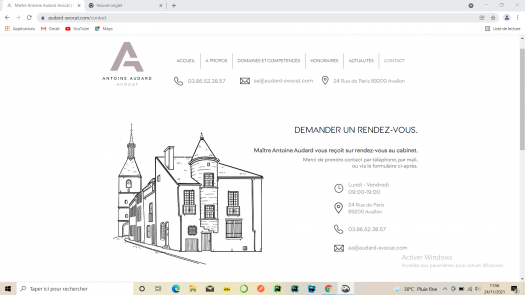 Maître Antoine Audard Avocat |
Nouvel onglet
audard-avocat.com/contact
Applications
Gmail
YouTube
Maps
Liste de lecture
ANTOINE AUDARD
AVOCAT
ACCUEIL
A PROPOS
DOMAINES ET COMPETENCES
HONORAIRES
ACTUALITES
CONTACT
03.86.52.38.57
aa@audard-avocat.com
24 Rue de Paris 89200 Avallon
DEMANDER UN RENDEZ-VOUS.
Maître Antoine Audard vous reçoit sur rendez-vous au cabinet.
Merci de prendre contact par téléphone, par mail,
ou via le formulaire ci-après.
Lundi - Vendredi
09:00-19:00
24 Rue de Paris
89200 Avallon
03.86.52.38.57
aa@audard-avocat.com
Activer Windows
Accédez aux paramètres pour activer Windows.
Taper ici pour rechercher
Pluie fine
11:56
24/11/2021